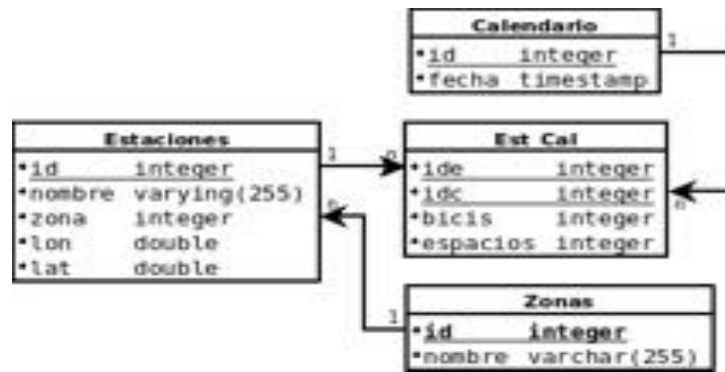 Calendario
•id integer
•fecha timestamp
1
Estaciones
•id integer
•nombre varying(255)
•zona integer
•lon double
•lat double
1
n
n
Est Cal
•ide integer
•idc integer
•bicis integer
•espacios integer
n
Zonas
•id integer
•nombre varchar(255)
1